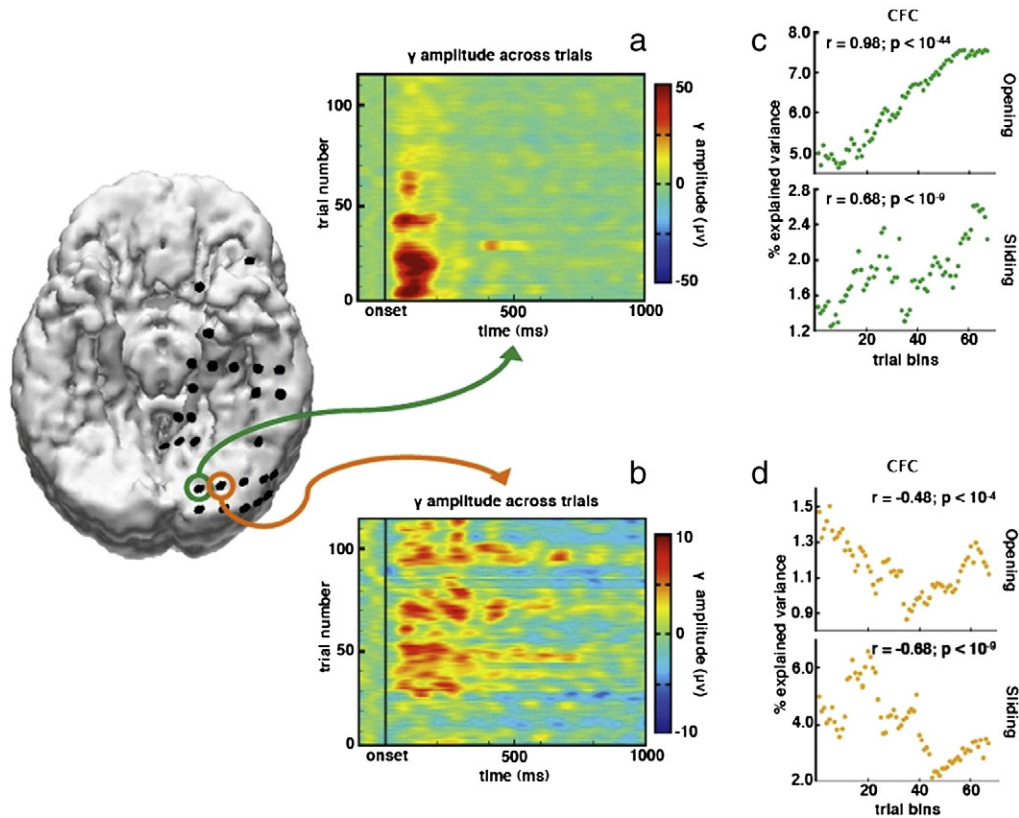 a
γ amplitude across trials
trial number
100
50
0
onset
500
1000
time (ms)
50
0
-50
γ amplitude (μv)
b
γ amplitude across trials
trial number
100
50
0
onset
500
1000
time (ms)
10
0
-10
γ amplitude (μv)
c
CFC
r = 0.98; p < 10-44
8.0
7.0
6.0
5.0
Opening
% explained variance
r = 0.68; p < 10-9
2.8
2.4
2.0
1.6
1.2
Sliding
20
40
60
trial bins
d
CFC
r = -0.48; p < 10-4
1.5
1.3
1.1
0.9
Opening
% explained variance
r = -0.68; p < 10-9
6.0
4.0
2.0
Sliding
0
20
40
60
trial bins